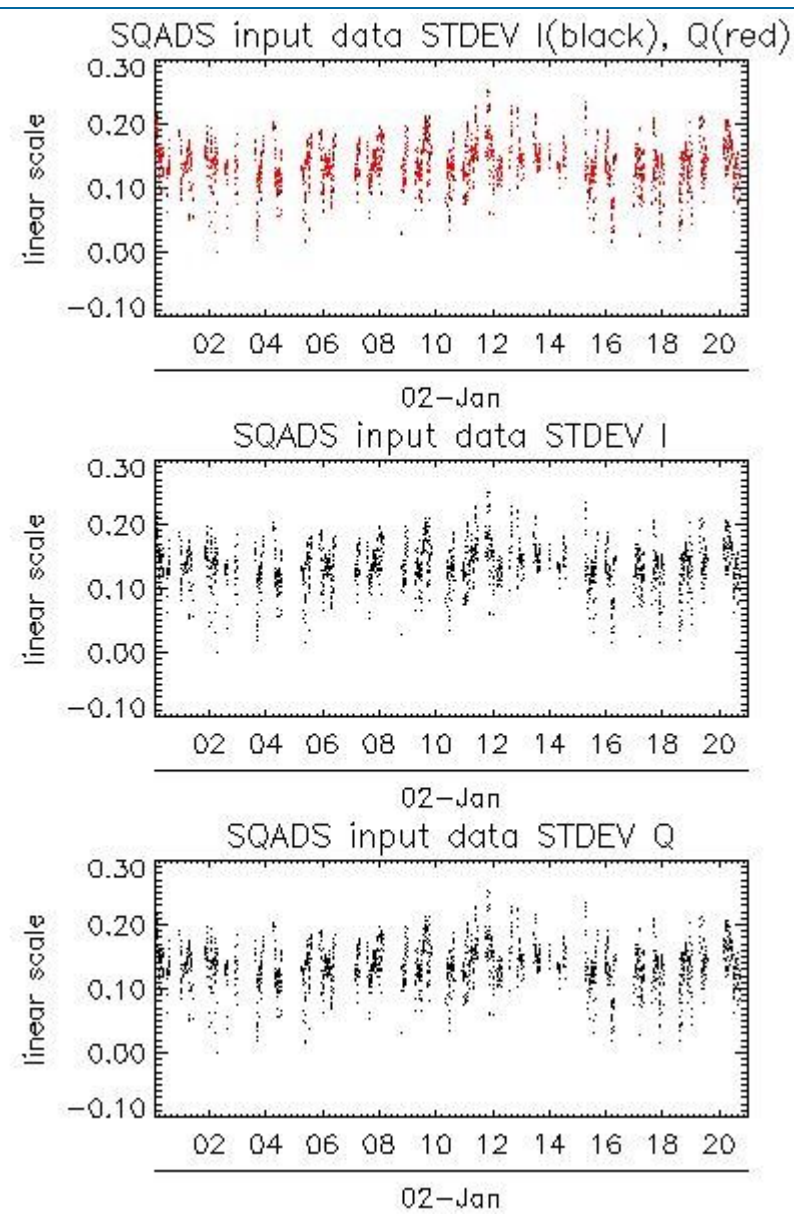 SQADS input data STDEV I(black), Q(red)
0.30
0.20
0.10
0.00
−0.10
linear scale
02 04 06 08 10 12 14 16 18 20
02−Jan
SQADS input data STDEV I
0.30
0.20
0.10
0.00
−0.10
linear scale
02 04 06 08 10 12 14 16 18 20
02−Jan
SQADS input data STDEV Q
0.30
0.20
0.10
0.00
−0.10
linear scale
02 04 06 08 10 12 14 16 18 20
02−Jan